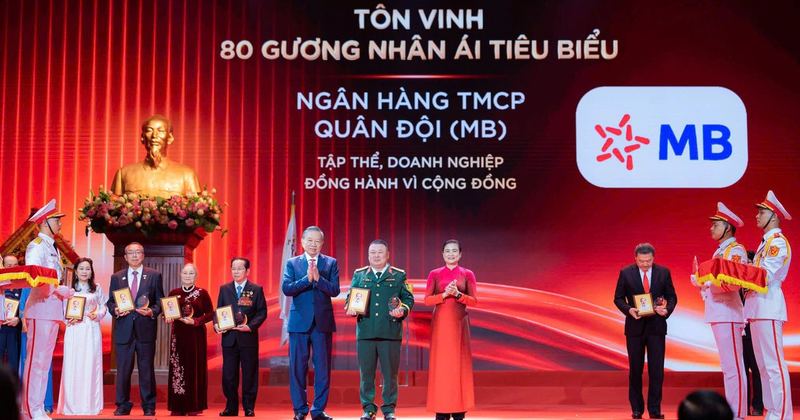 TÔN VINH
80 GƯƠNG NHÂN ÁI TIÊU BIỂU
NGÂN HÀNG TMCP
QUÂN ĐỘI (MB)
MB
TẬP THỂ, DOANH NGHIỆP
ĐỒNG HÀNH VÌ CỘNG ĐỒNG